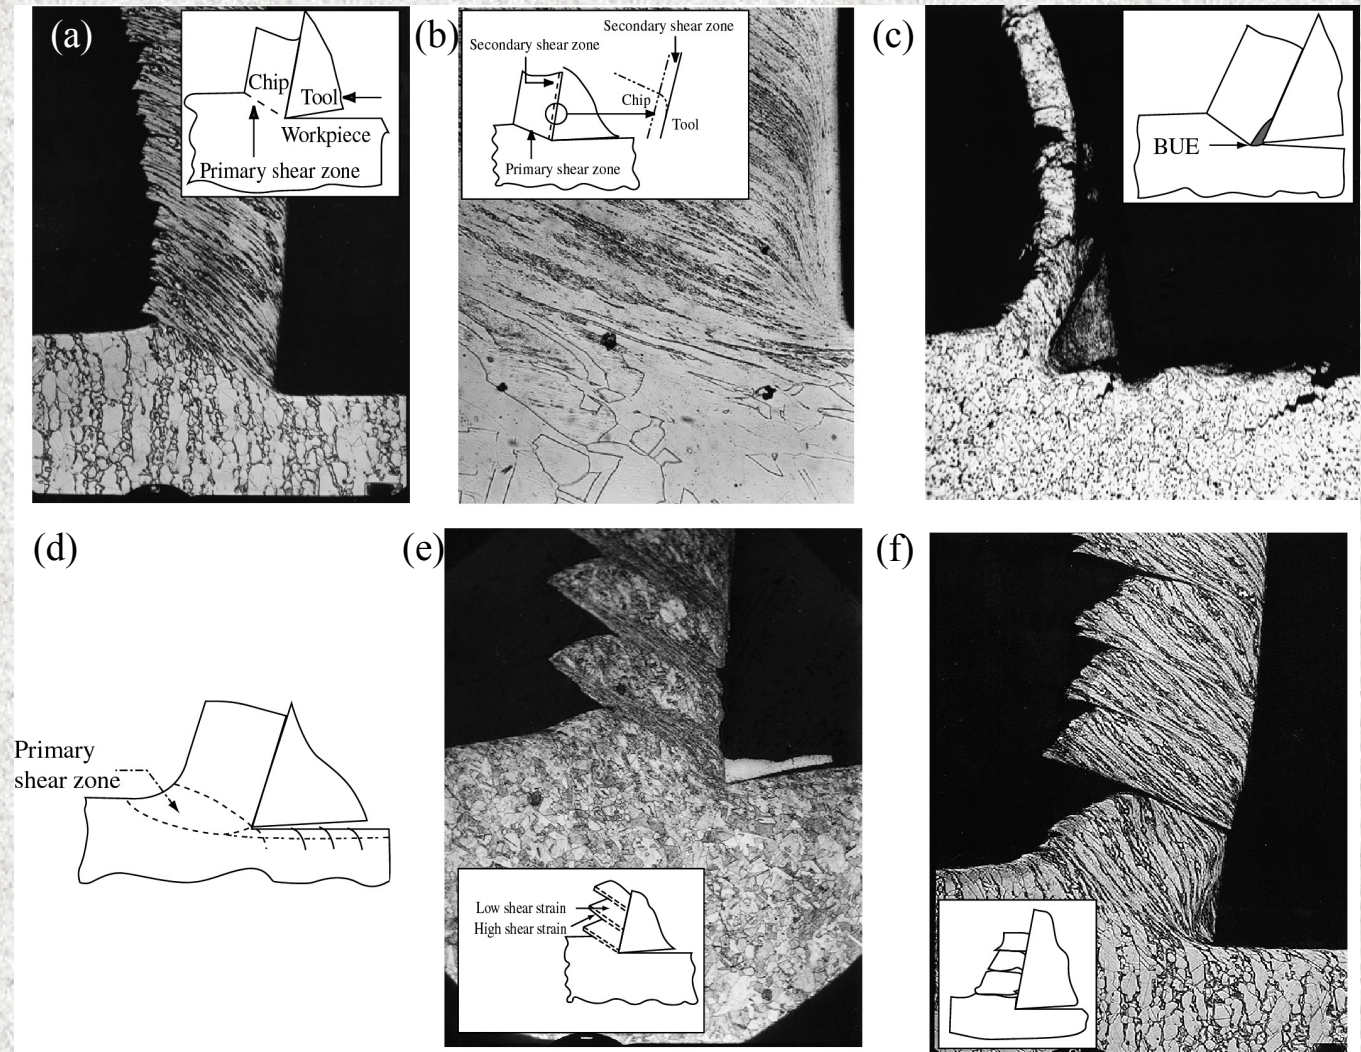 (a)
Chip
Tool
Workpiece
Primary shear zone
(b)
Secondary shear zone
Secondary shear zone
Chip
Tool
Primary shear zone
(c)
BUE
(d)
Primary
shear zone
(e)
Low shear strain
High shear strain
(f)